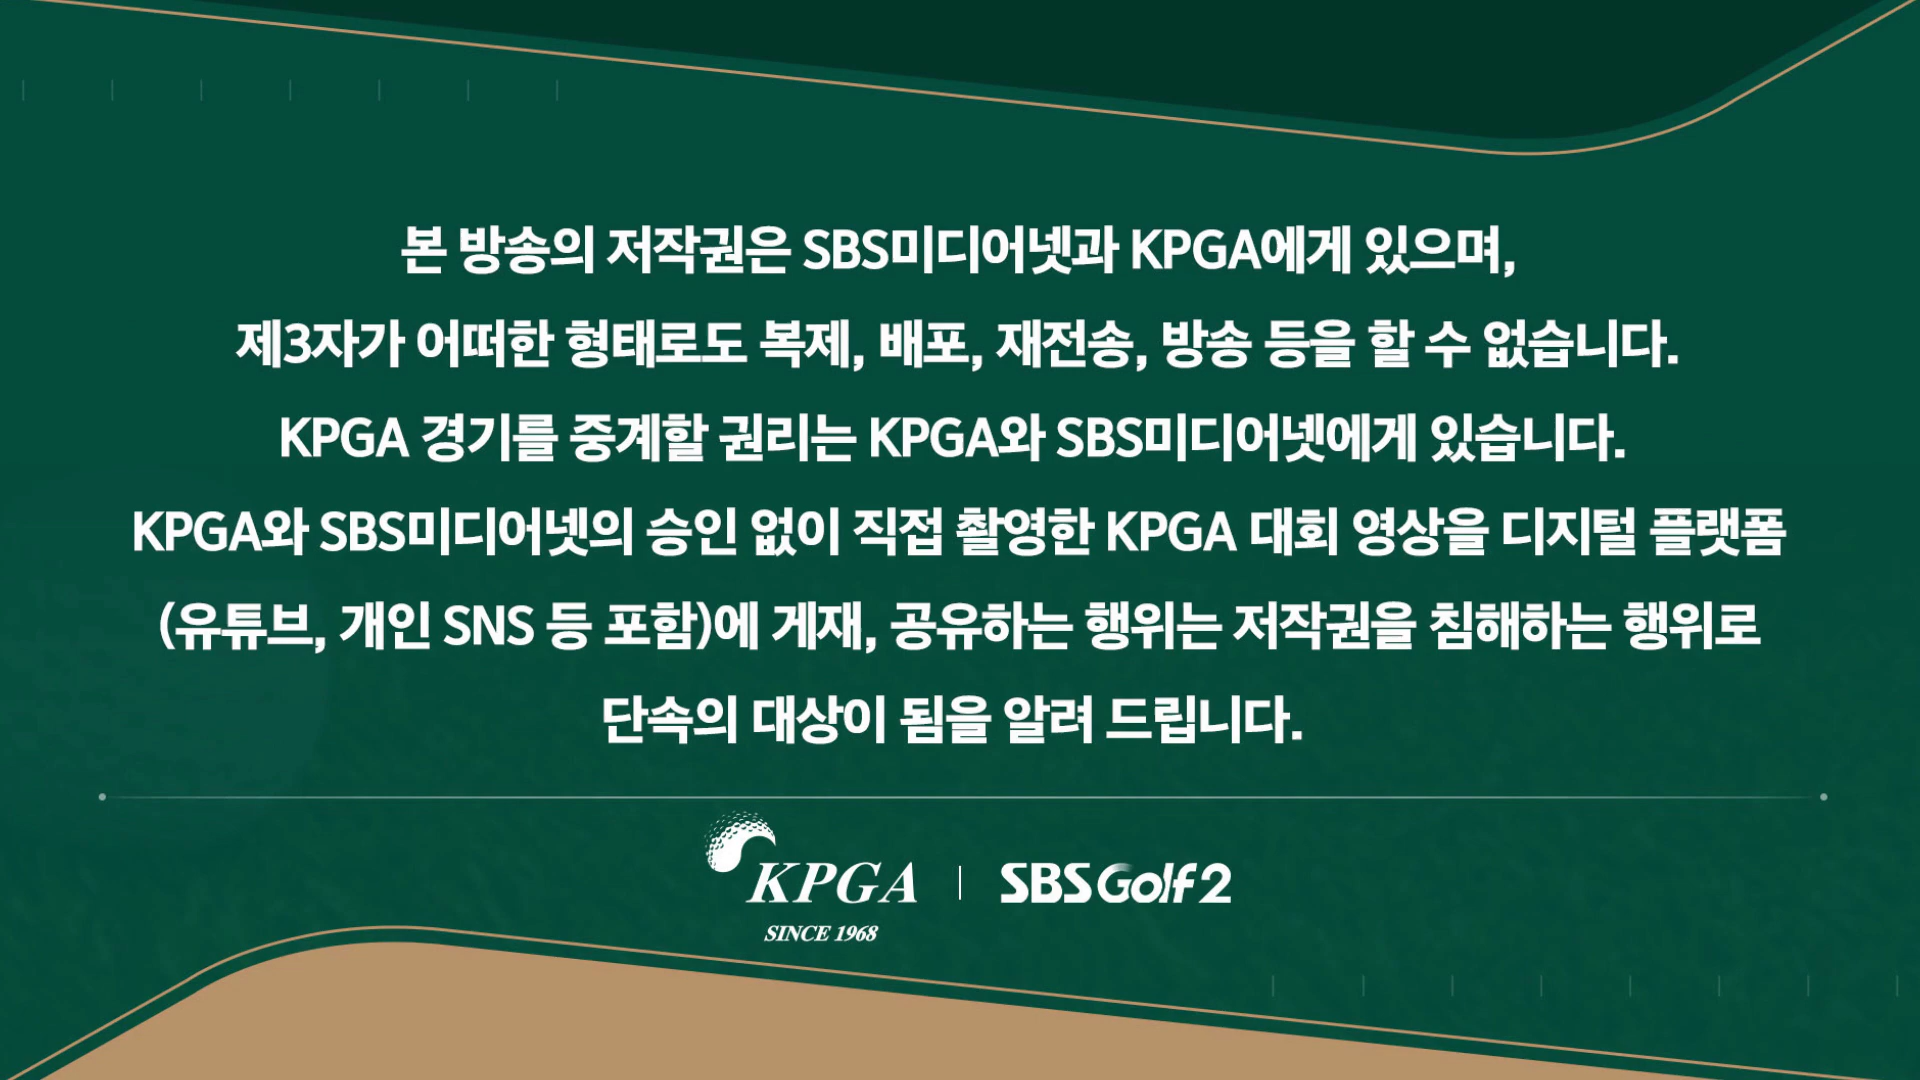 본 방송의 저작권은 SBS미디어넷과 KPGA에게 있으며,
제3자가 어떠한 형태로도 복제, 배포, 재전송, 방송 등을 할 수 없습니다.
KPGA 경기를 중계할 권리는 KPGA와 SBS미디어넷에게 있습니다.
KPGA와 SBS미디어넷의 승인 없이 직접 촬영한 KPGA 대회 영상을 디지털 플랫폼
(유튜브, 개인 SNS 등 포함)에 게재, 공유하는 행위는 저작권을 침해하는 행위로
단속의 대상이 됨을 알려 드립니다.
KPGA SBS Golf 2
SINCE 1968